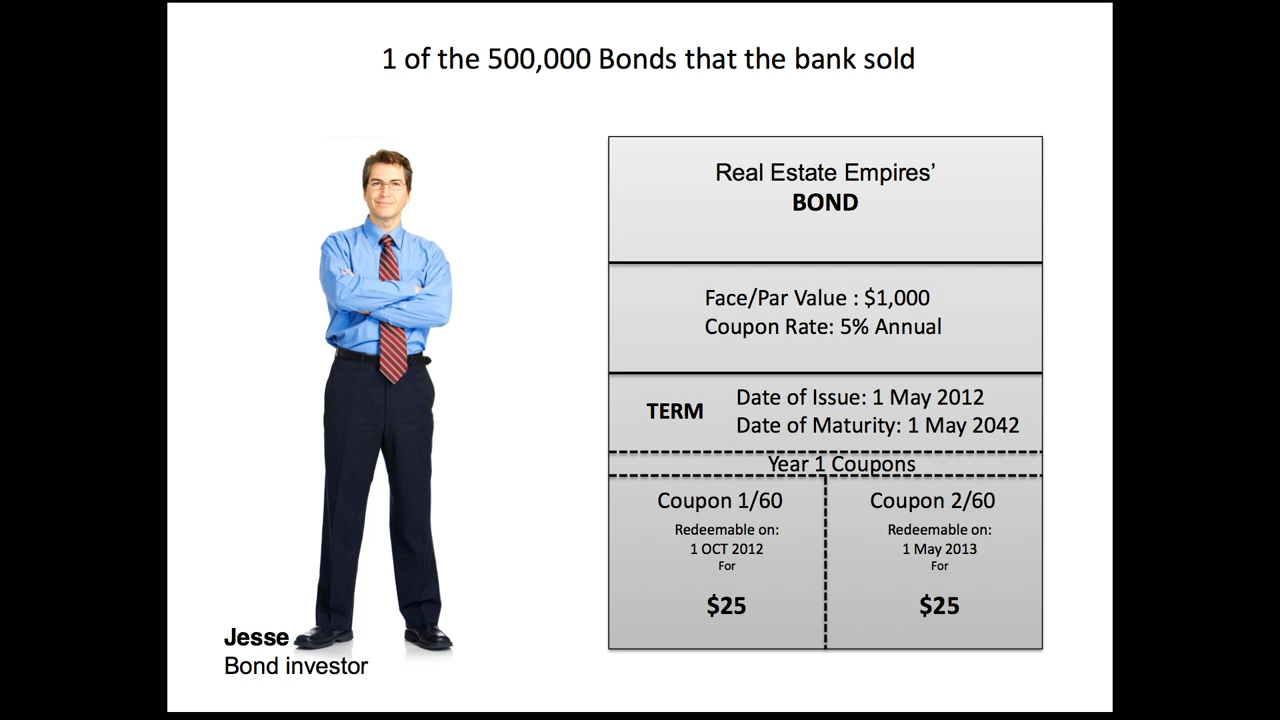 1 of the 500,000 Bonds that the bank sold
Real Estate Empires’
BOND
Face/Par Value : $1,000
Coupon Rate: 5% Annual
TERM
Date of Issue: 1 May 2012
Date of Maturity: 1 May 2042
Year 1 Coupons
Coupon 1/60
Redeemable on:
1 OCT 2012
For
$25
Coupon 2/60
Redeemable on:
1 May 2013
For
$25
Jesse
Bond investor